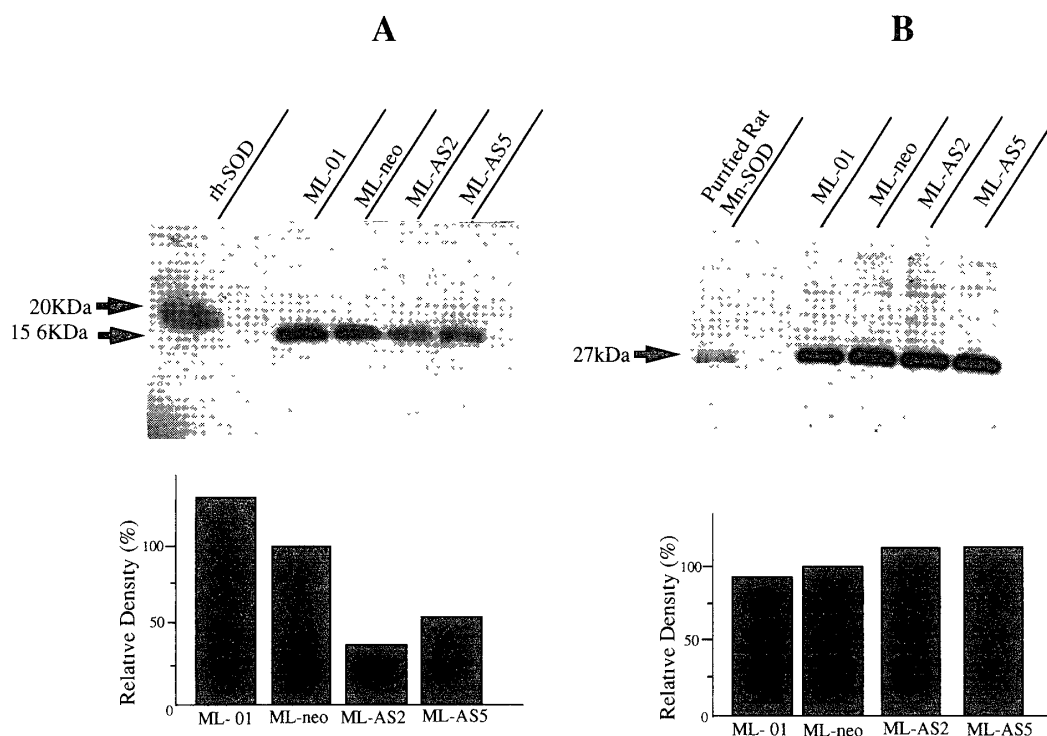 A
rh-SOD
ML-01
ML-neo
ML-AS2
ML-AS5
20KDa
15 6KDa
Relative Density (%)
100
50
0
ML- 01
ML-neo
ML-AS2
ML-AS5
B
Purified Rat
Mn-SOD
ML-01
ML-neo
ML-AS2
ML-AS5
27kDa
Relative Density (%)
100
50
0
ML- 01
ML-neo
ML-AS2
ML-AS5